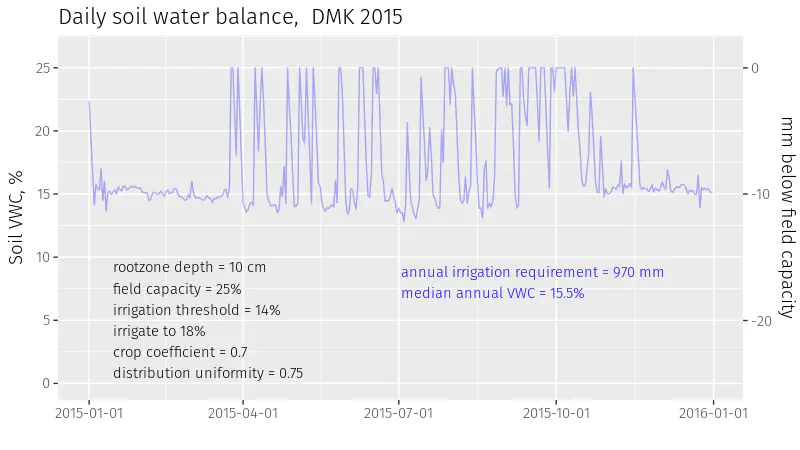 Daily soil water balance,  DMK 2015
Soil VWC, %
25
20
15
10
5
0
0
-10
-20
mm below field capacity
rootzone depth = 10 cm
field capacity = 25%
irrigation threshold = 14%
irrigate to 18%
crop coefficient = 0.7
distribution uniformity = 0.75
annual irrigation requirement = 970 mm
median annual VWC = 15.5%
2015-01-01
2015-04-01
2015-07-01
2015-10-01
2016-01-01